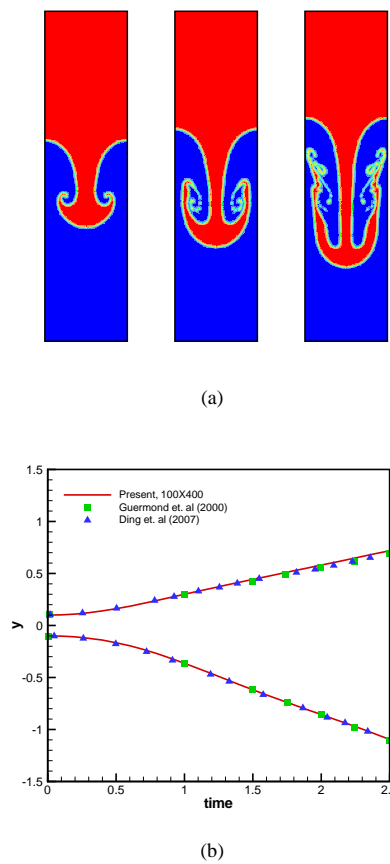 (a)
1.5
1
0.5
0
-0.5
-1
-1.5
y
Present, 100X400
Guermond et. al (2000)
Ding et. al (2007)
0 0.5 1 1.5 2 2.
time
(b)